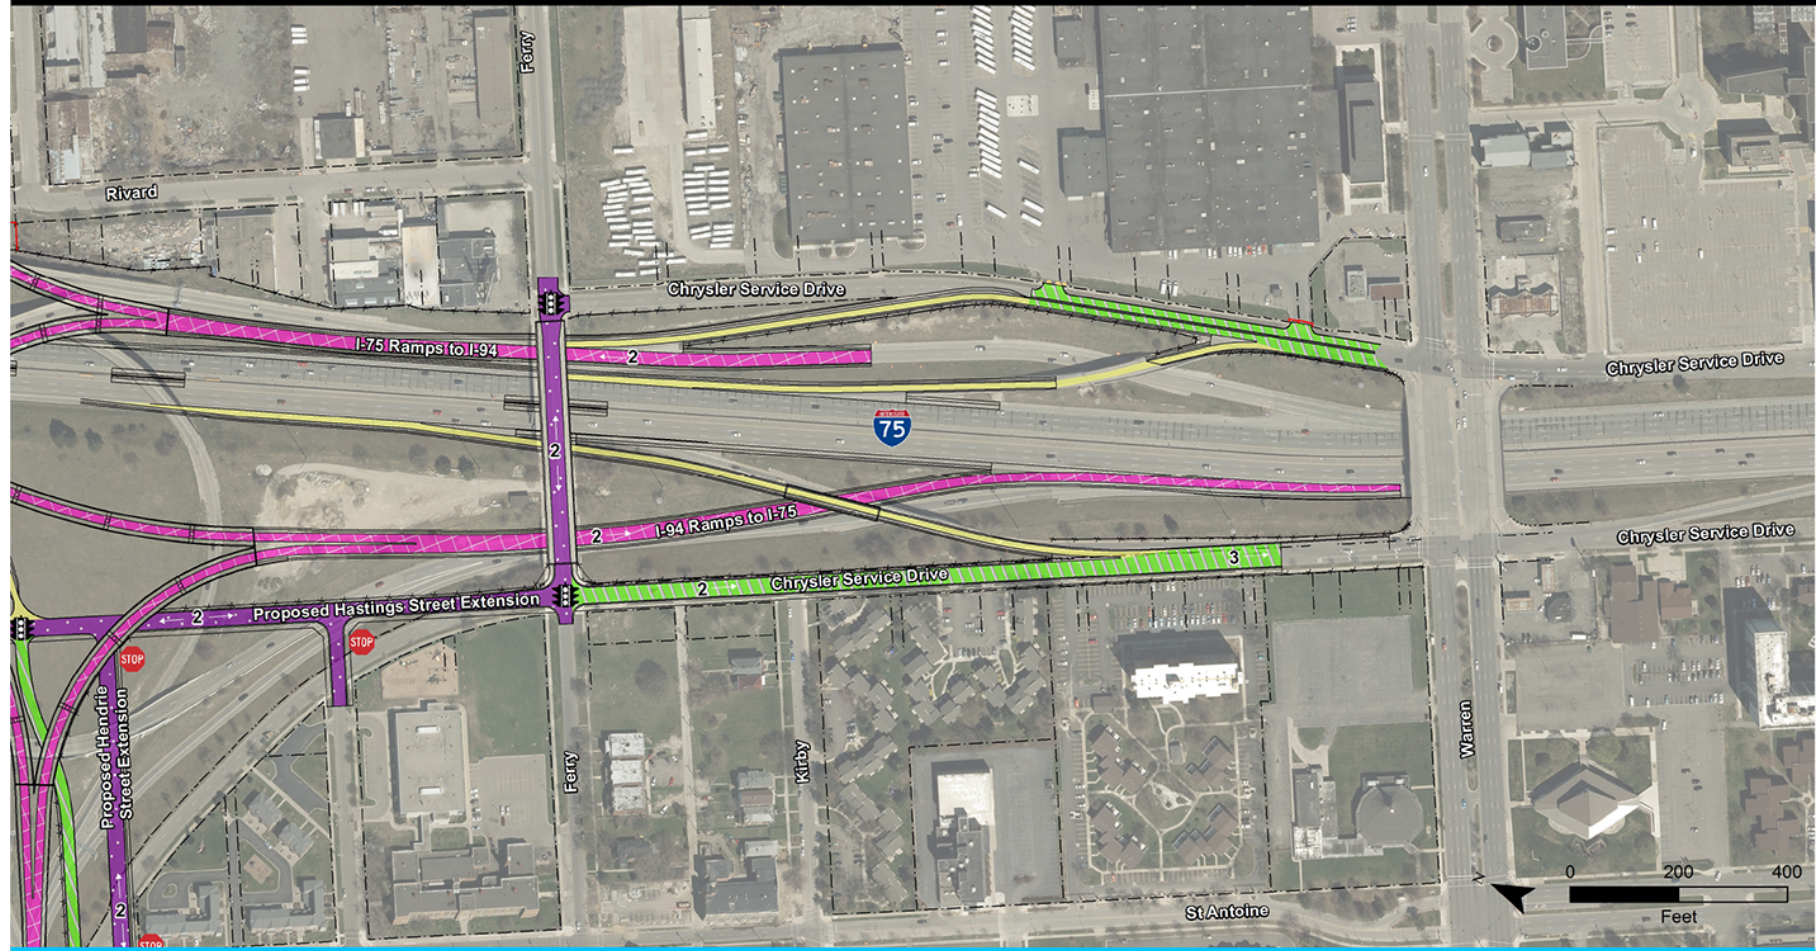 Ferry
Rivard
Chrysler Service Drive
I-75 Ramps to I-94
2
Chrysler Service Drive
INTERSTATE
75
2
I-94 Ramps to I-75
2
Chrysler Service Drive
3
Chrysler Service Drive
2
2
Proposed Hastings Street Extension
STOP
STOP
Proposed Hendrie
Street Extension
Ferry
Kirby
Warren
2
STOP
St Antoine
N
0 200 400
Feet